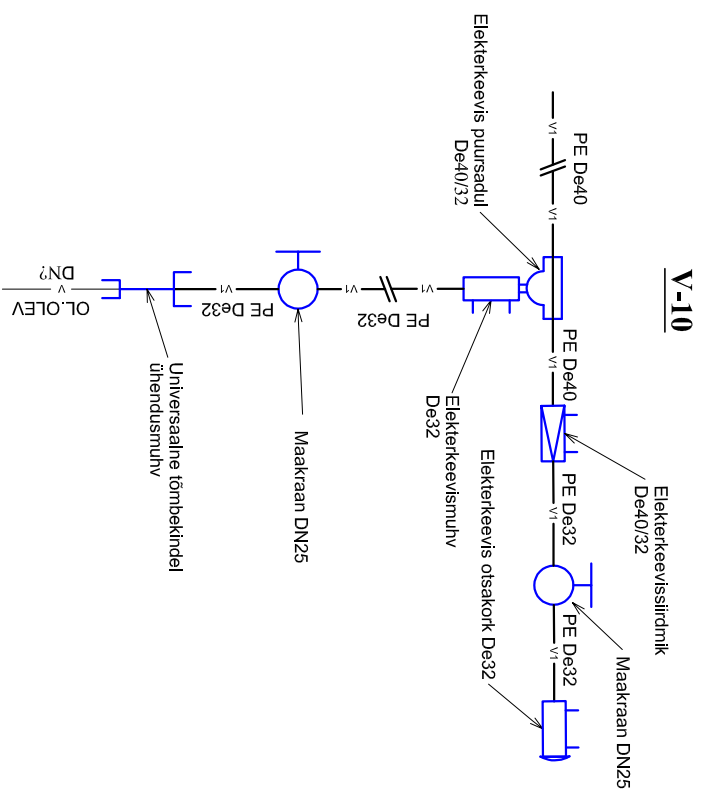 V-10
PE De40
V1
V1
Elekterkeevis puursadul
De40/32
V1
PE De40
Elekterkeevissiirdmik
De40/32
PE De32
V1
Maakraan DN25
PE De32
V1
Elekterkeevis otsakork De32
Elekterkeevismuhv
De32
V1
V1
PE De32
Maakraan DN25
V1
PE De32
Universaalne tõmbekindel
ühendusmuhv
V
DN?
OL.OLEV